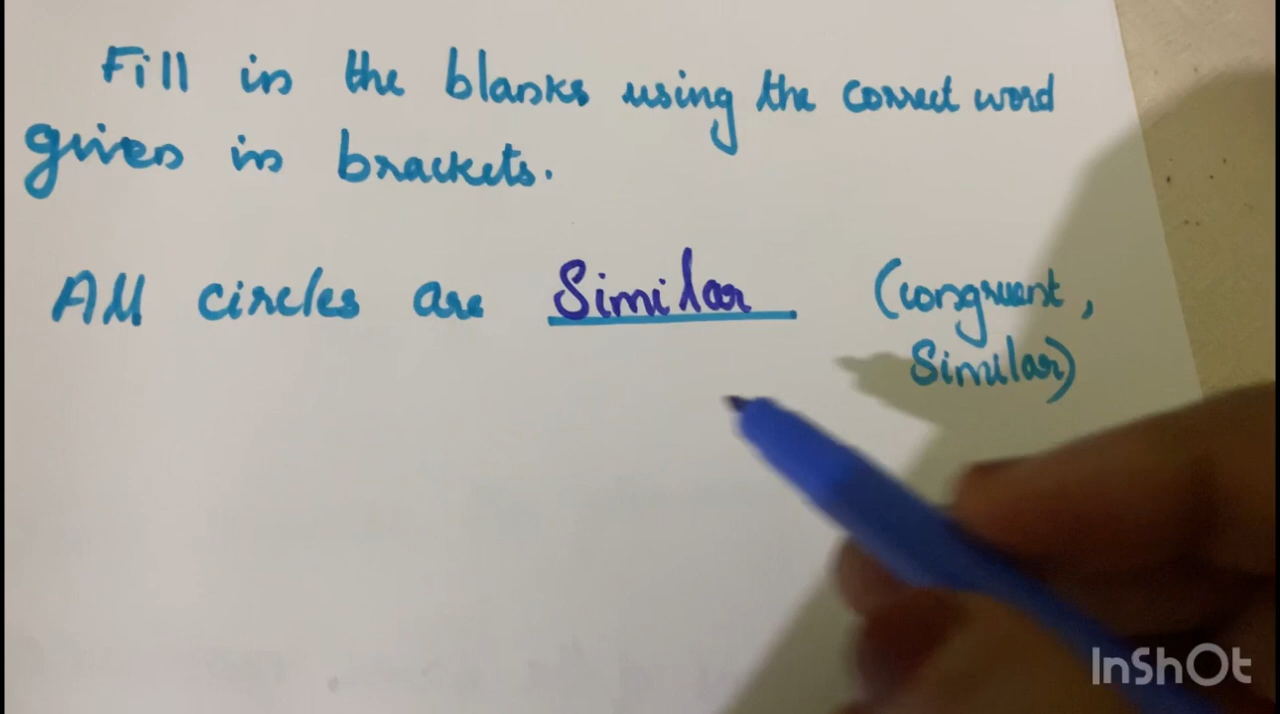 Fill in the blanks using the correct word
given in brackets.
All circles are Similar (congruent,
Similar)
InShOt